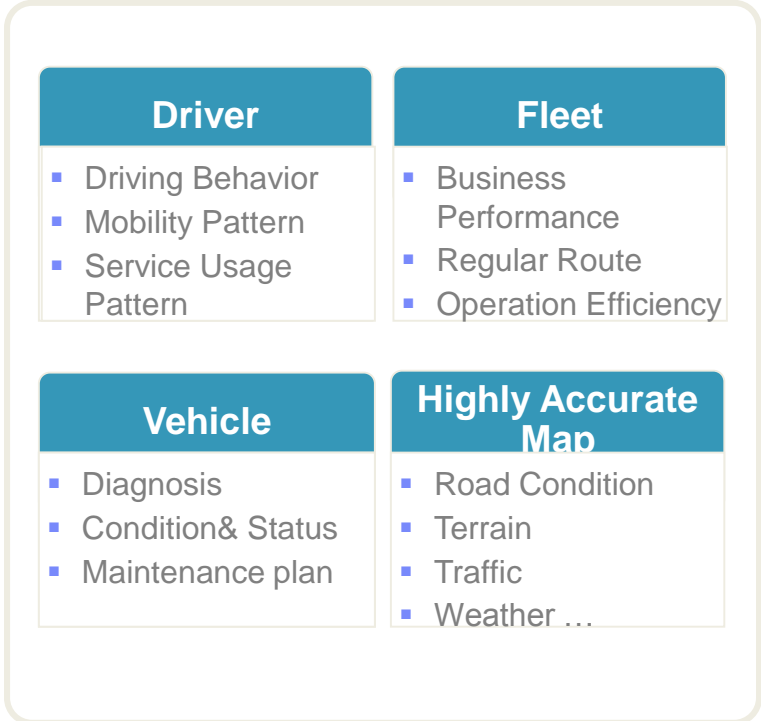 Driver
Driving Behavior
Mobility Pattern
Service Usage
Pattern
Fleet
Business
Performance
Regular Route
Operation Efficiency
Vehicle
Diagnosis
Condition& Status
Maintenance plan
Highly Accurate
Map
Road Condition
Terrain
Traffic
Weather …